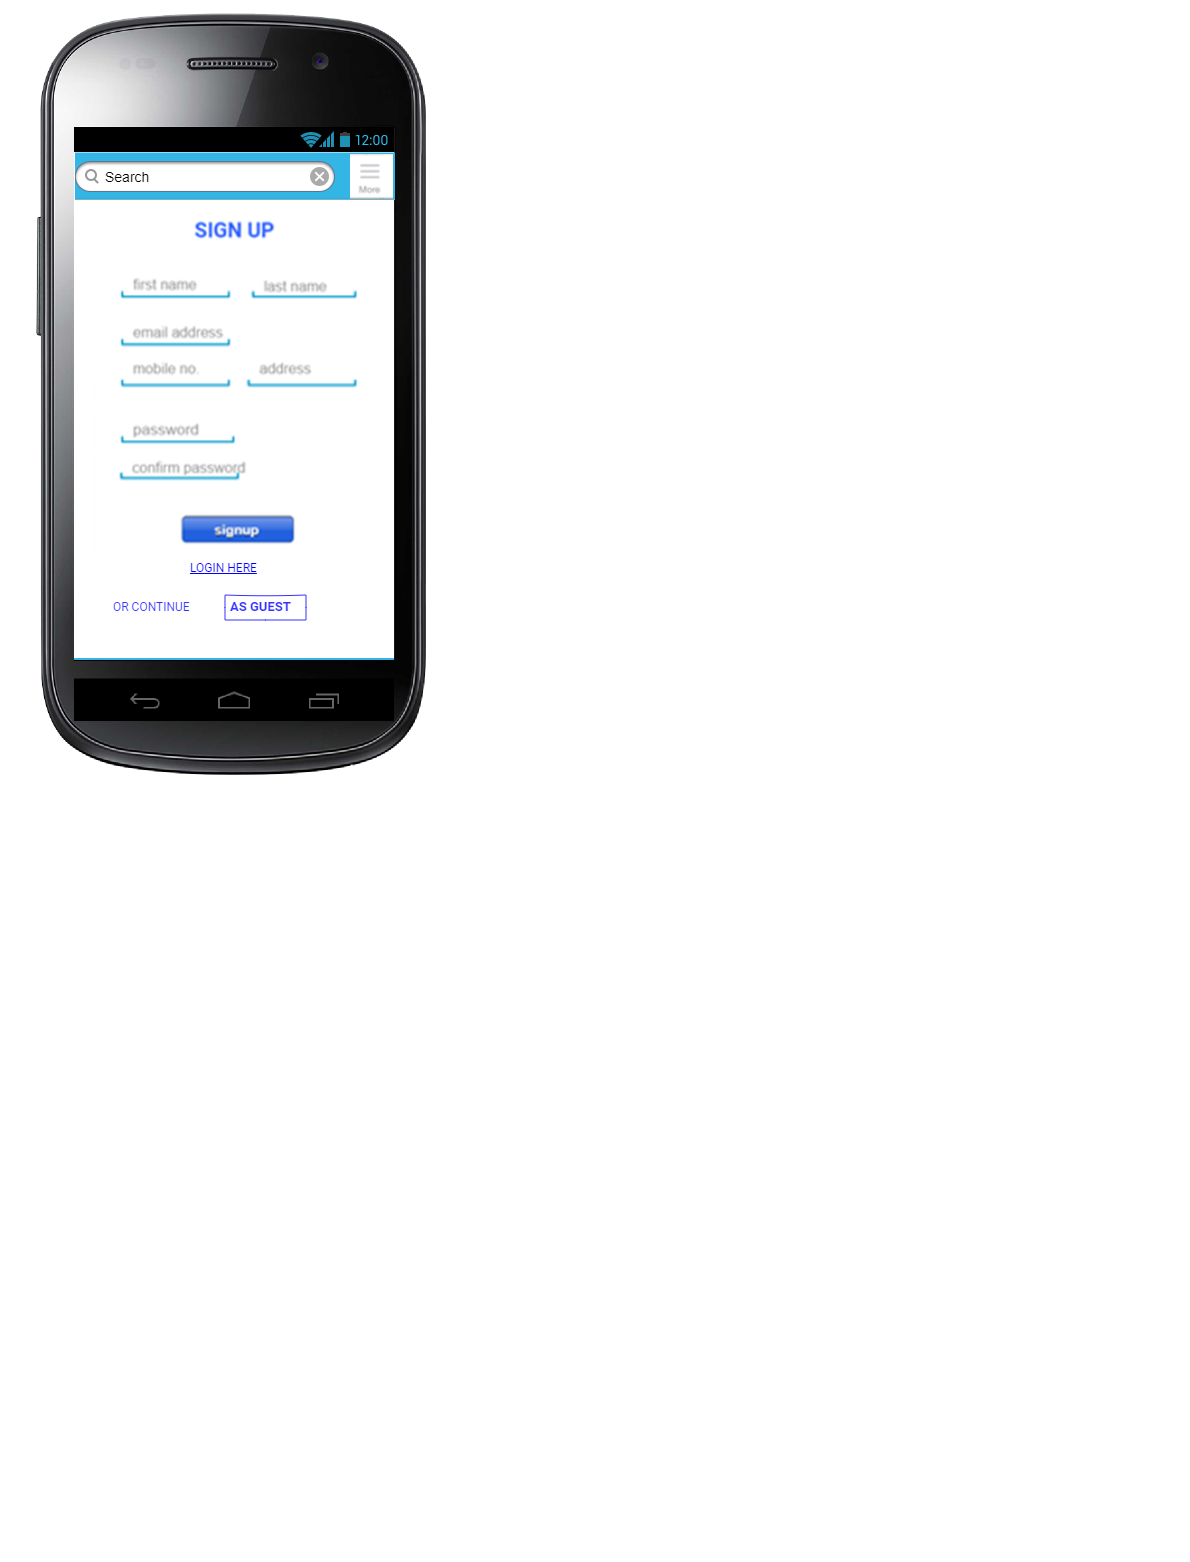 12:00
Search
More
SIGN UP
first name last name
email address
mobile no. address
password
confirm password
signup
LOGIN HERE
OR CONTINUE AS GUEST